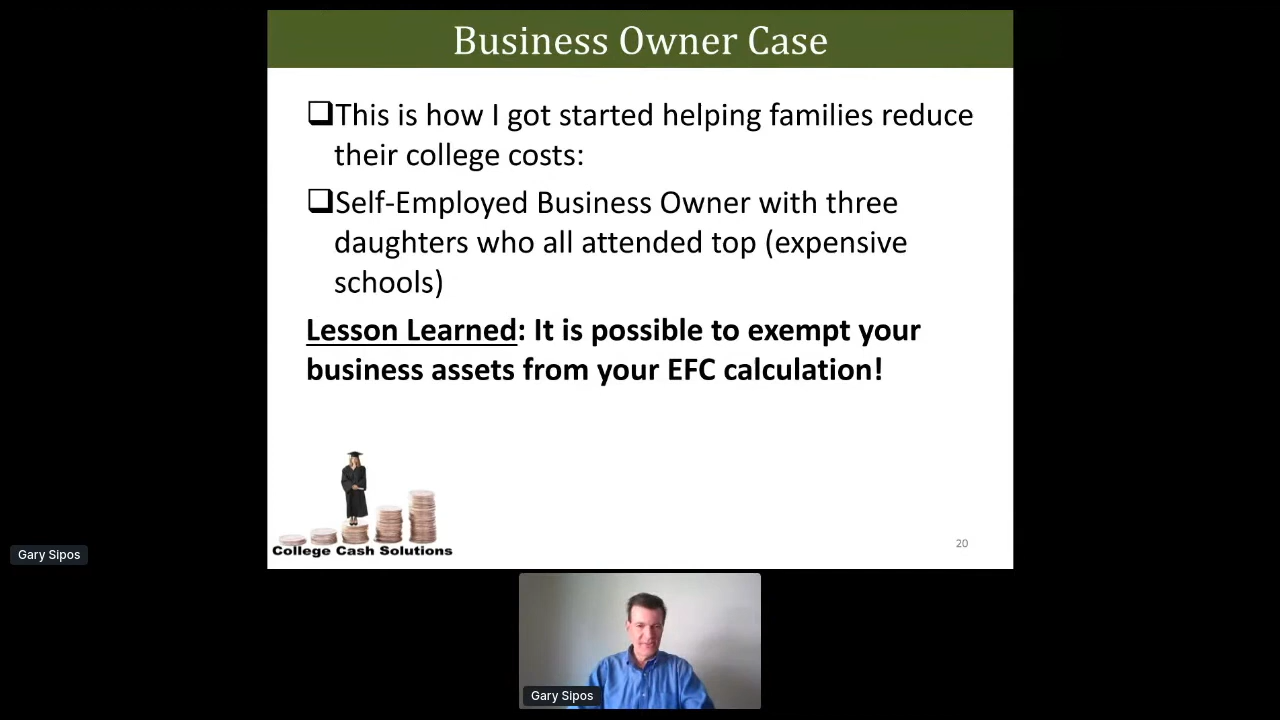 Business Owner Case
❑This is how I got started helping families reduce
their college costs:
❑Self-Employed Business Owner with three
daughters who all attended top (expensive
schools)
Lesson Learned: It is possible to exempt your
business assets from your EFC calculation!
College Cash Solutions
20
Gary Sipos
Gary Sipos